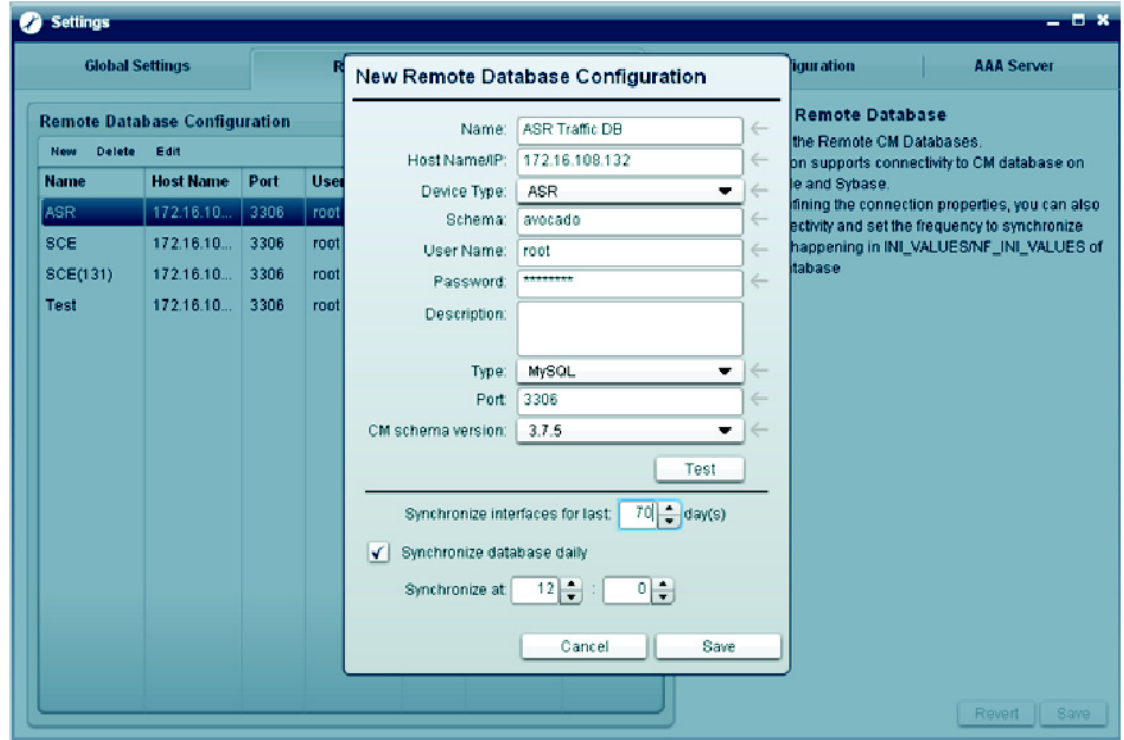 Settings
Global Settings
R
iguration
AAA Server
Remote Database Configuration
New Delete Edit
Name Host Name Port User
ASR 172.16.10... 3306 root
SCE 172.16.10... 3306 root
SCE(131) 172.16.10... 3306 root
Test 172.16.10... 3306 root
New Remote Database Configuration
Name: ASR Traffic DB
Host Name/IP: 172.16.108.132
Device Type: ASR
Schema: avocado
User Name: root
Password: ********
Description:
Type: MySQL
Port: 3306
CM schema version: 3.7.5
Test
Synchronize interfaces for last: 70 day(s)
Synchronize database daily
Synchronize at: 12 : 0
Cancel Save
Remote Database
the Remote CM Databases.
on supports connectivity to CM database on
le and Sybase.
fining the connection properties, you can also
ectivity and set the frequency to synchronize
happening in INI_VALUES/NF_INI_VALUES of
tabase
Revert Save